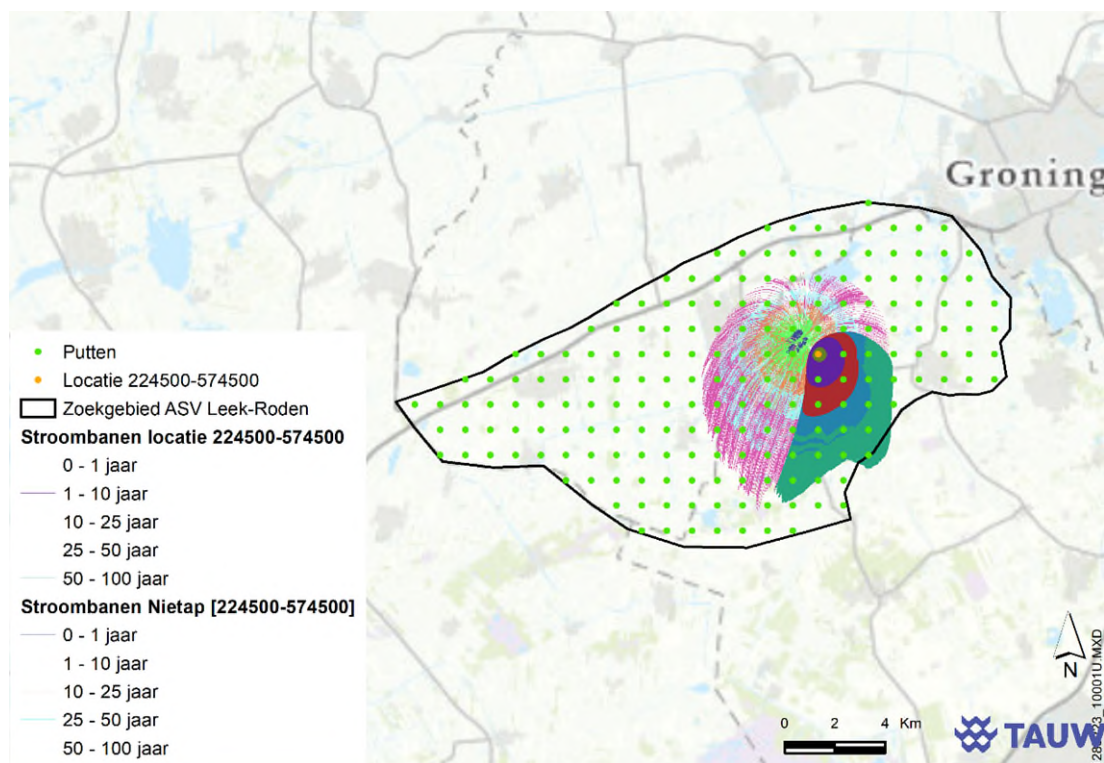 Groning
Putten
Locatie 224500-574500
Zoekgebied ASV Leek-Roden
Stroombanen locatie 224500-574500
0 - 1 jaar
1 - 10 jaar
10 - 25 jaar
25 - 50 jaar
50 - 100 jaar
Stroombanen Nietap [224500-574500]
0 - 1 jaar
1 - 10 jaar
10 - 25 jaar
25 - 50 jaar
50 - 100 jaar
N
0 2 4 Km
TAUW